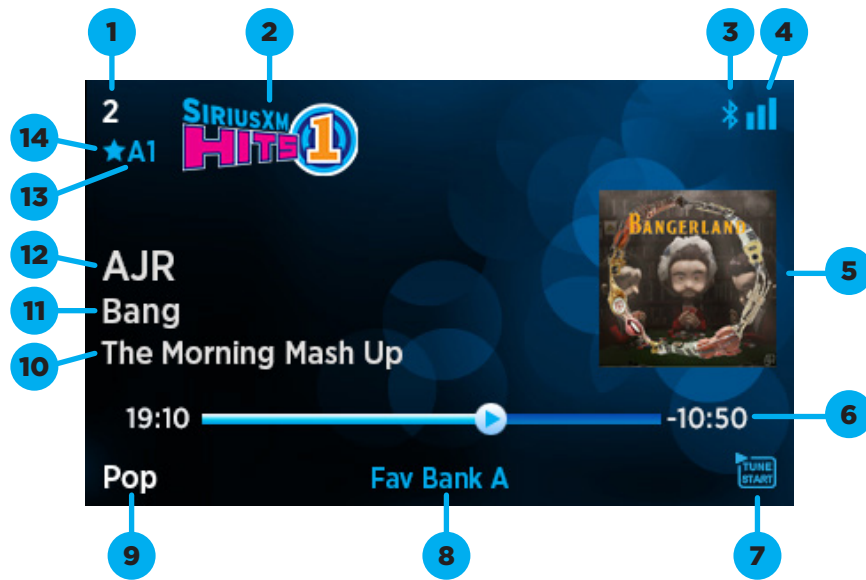 1
2
3
4
2
SIRIUSXM
HITS 1
14
★A1
13
BANGERLAND
5
12
AJR
11
Bang
10
The Morning Mash Up
19:10
-10:50
6
Pop
Fav Bank A
TUNE
START
9
8
7